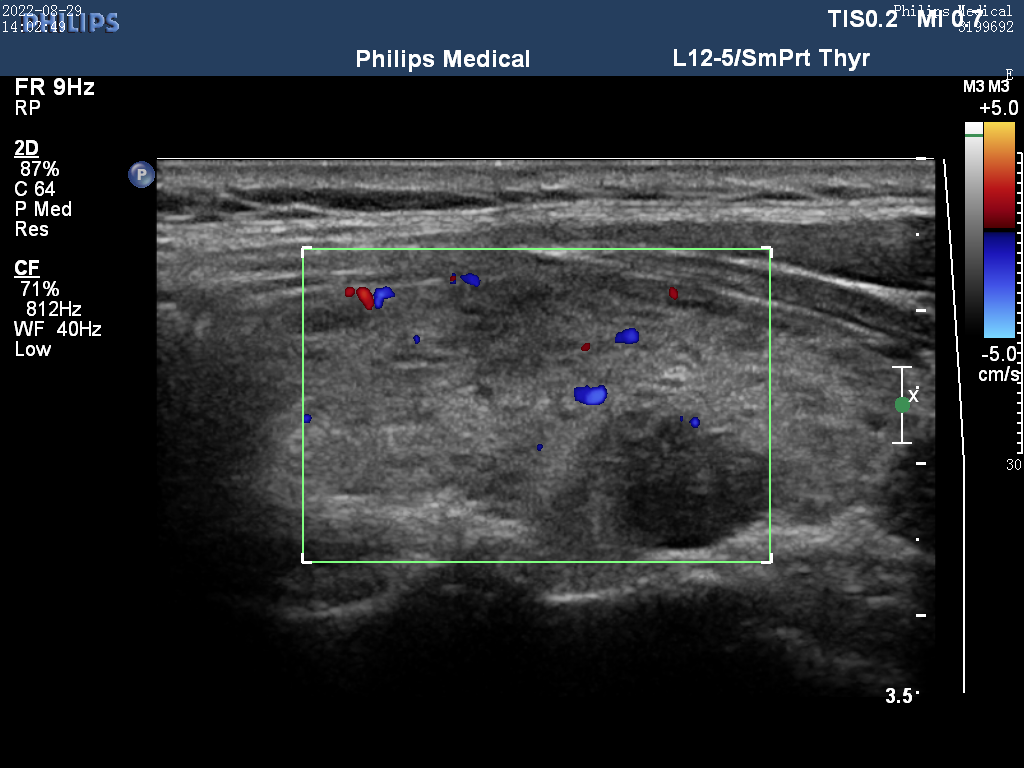 2022-08-29
14:02:49
PHILIPS
TIS0.2 MI 0.7
Philips Medical
3199692
Philips Medical
L12-5/SmPrt Thyr
E
FR 9Hz
RP
M3 M3
+5.0
2D
87%
C 64
P Med
Res
P
CF
71%
812Hz
WF 40Hz
Low
-5.0
cm/s
x
30
3.5